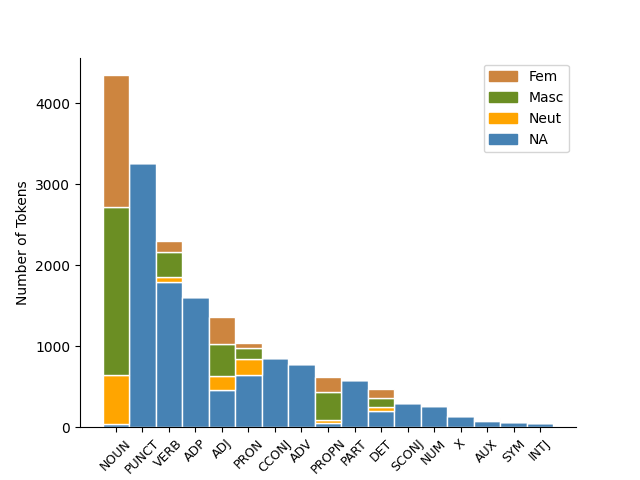 Fem
Masc
Neut
NA
Number of Tokens
4000
3000
2000
1000
0
NOUN
PUNCT
VERB
ADP
ADJ
PRON
CCONJ
ADV
PROPN
PART
DET
SCONJ
NUM
X
AUX
SYM
INTJ